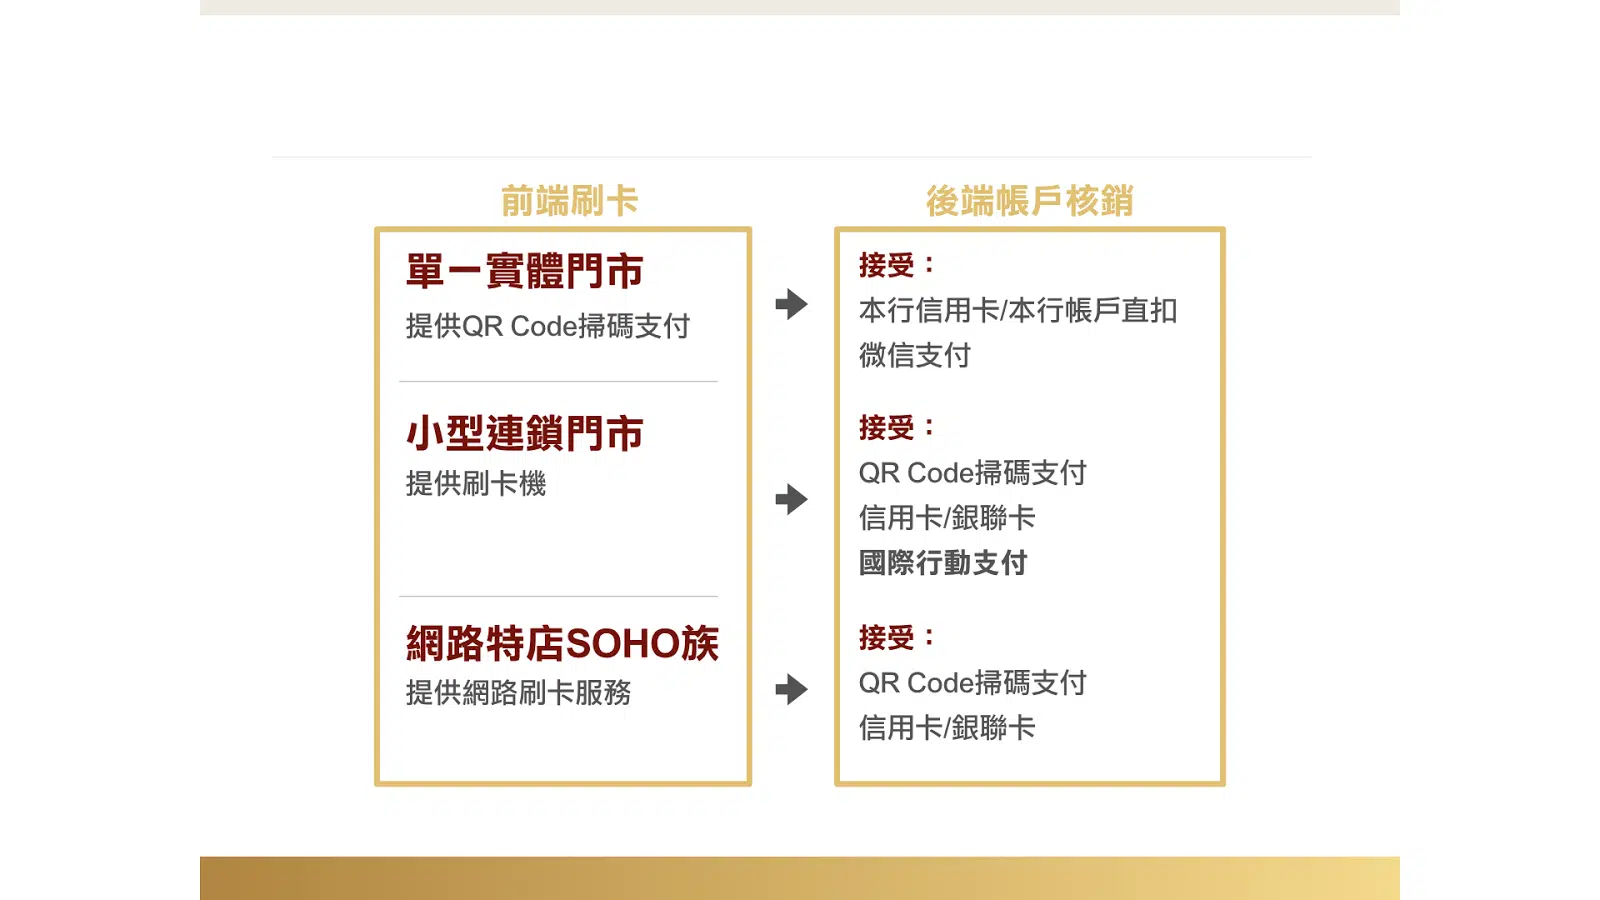 前端刷卡
單一實體門市
提供QR Code掃碼支付
小型連鎖門市
提供刷卡機
網路特店SOHO族
提供網路刷卡服務
後端帳戶核銷
接受：
本行信用卡/本行帳戶直扣
微信支付
接受：
QR Code掃碼支付
信用卡/銀聯卡
國際行動支付
接受：
QR Code掃碼支付
信用卡/銀聯卡